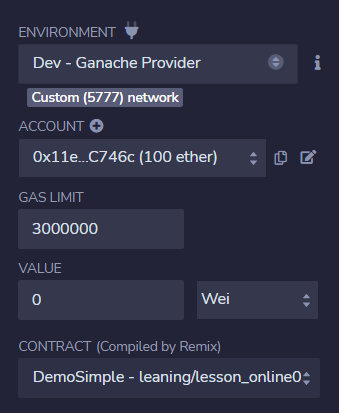 ENVIRONMENT
Dev - Ganache Provider
Custom (5777) network
ACCOUNT
0x11e...C746c (100 ether)
GAS LIMIT
3000000
VALUE
0
Wei
CONTRACT (Compiled by Remix)
DemoSimple - leaning/lesson_online0